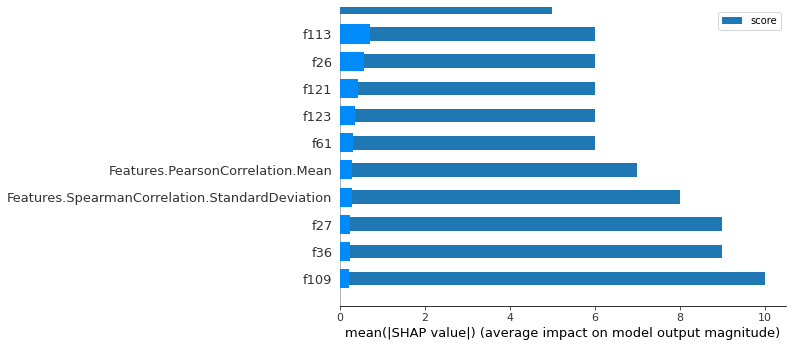 score
f113
f26
f121
f123
f61
Features.PearsonCorrelation.Mean
Features.SpearmanCorrelation.StandardDeviation
f27
f36
f109
0 2 4 6 8 10
mean(|SHAP value|) (average impact on model output magnitude)